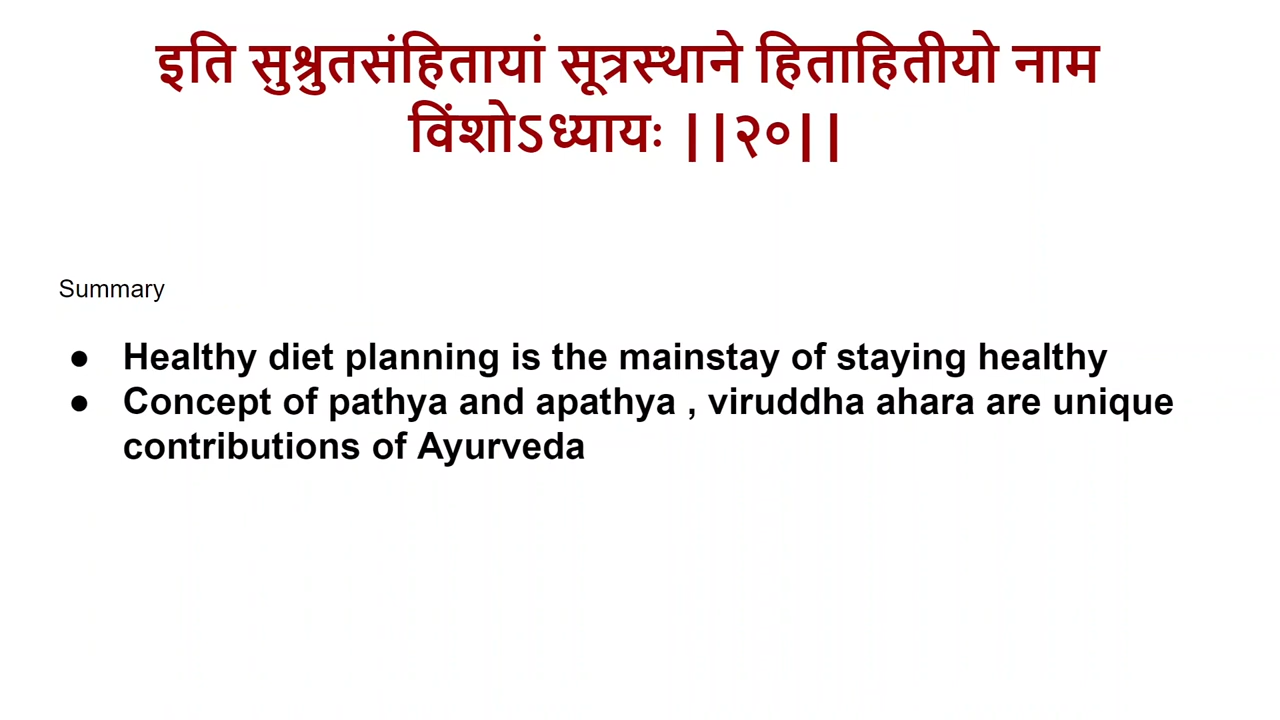 इति सुश्रुतसंहितायां सूत्रस्थाने हिताहितीयो नाम
विंशोऽध्यायः ||२०||
Summary
● Healthy diet planning is the mainstay of staying healthy
● Concept of pathya and apathya , viruddha ahara are unique
contributions of Ayurveda